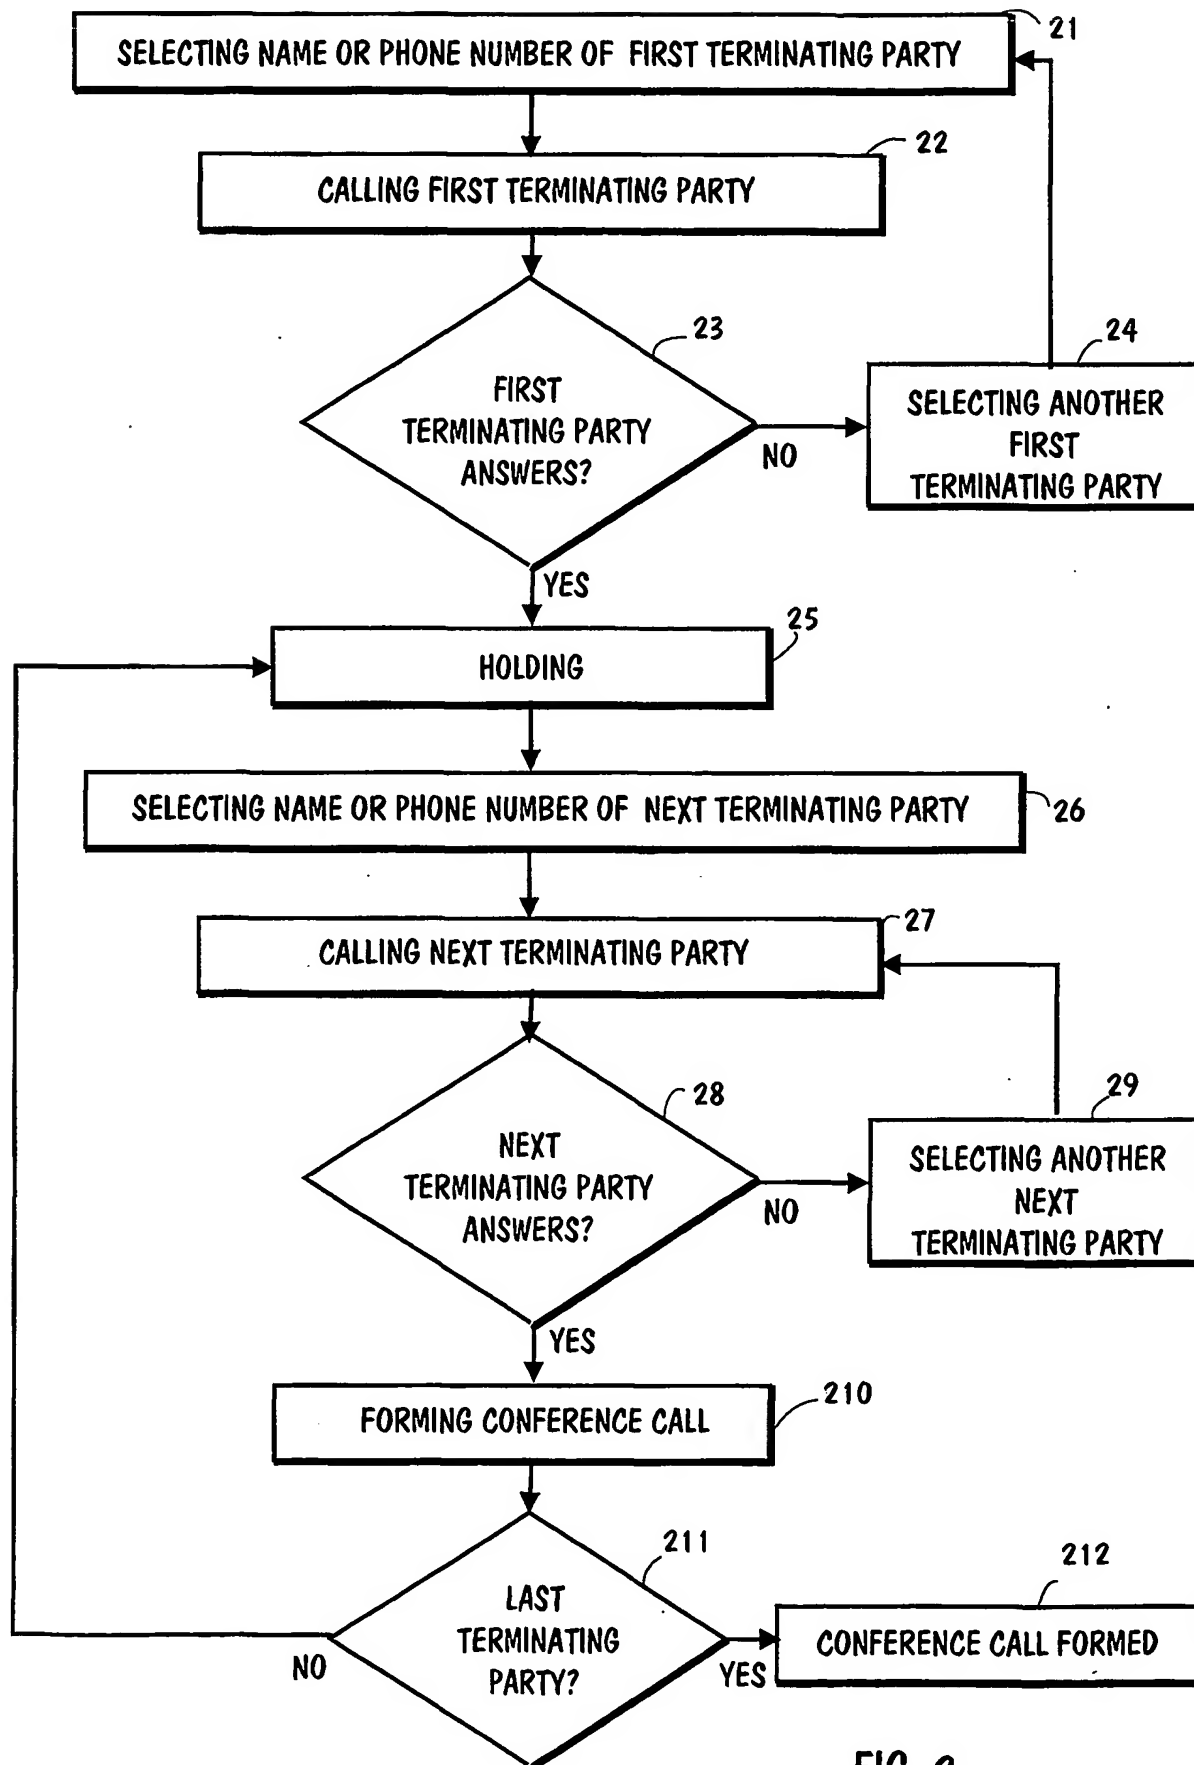 21
SELECTING NAME OR PHONE NUMBER OF FIRST TERMINATING PARTY
22
CALLING FIRST TERMINATING PARTY
23
FIRST
TERMINATING PARTY
ANSWERS?
NO
24
SELECTING ANOTHER
FIRST
TERMINATING PARTY
YES
25
HOLDING
SELECTING NAME OR PHONE NUMBER OF NEXT TERMINATING PARTY
26
27
CALLING NEXT TERMINATING PARTY
28
NEXT
TERMINATING PARTY
ANSWERS?
NO
29
SELECTING ANOTHER
NEXT
TERMINATING PARTY
YES
210
FORMING CONFERENCE CALL
211
LAST
TERMINATING
PARTY?
NO
YES
212
CONFERENCE CALL FORMED